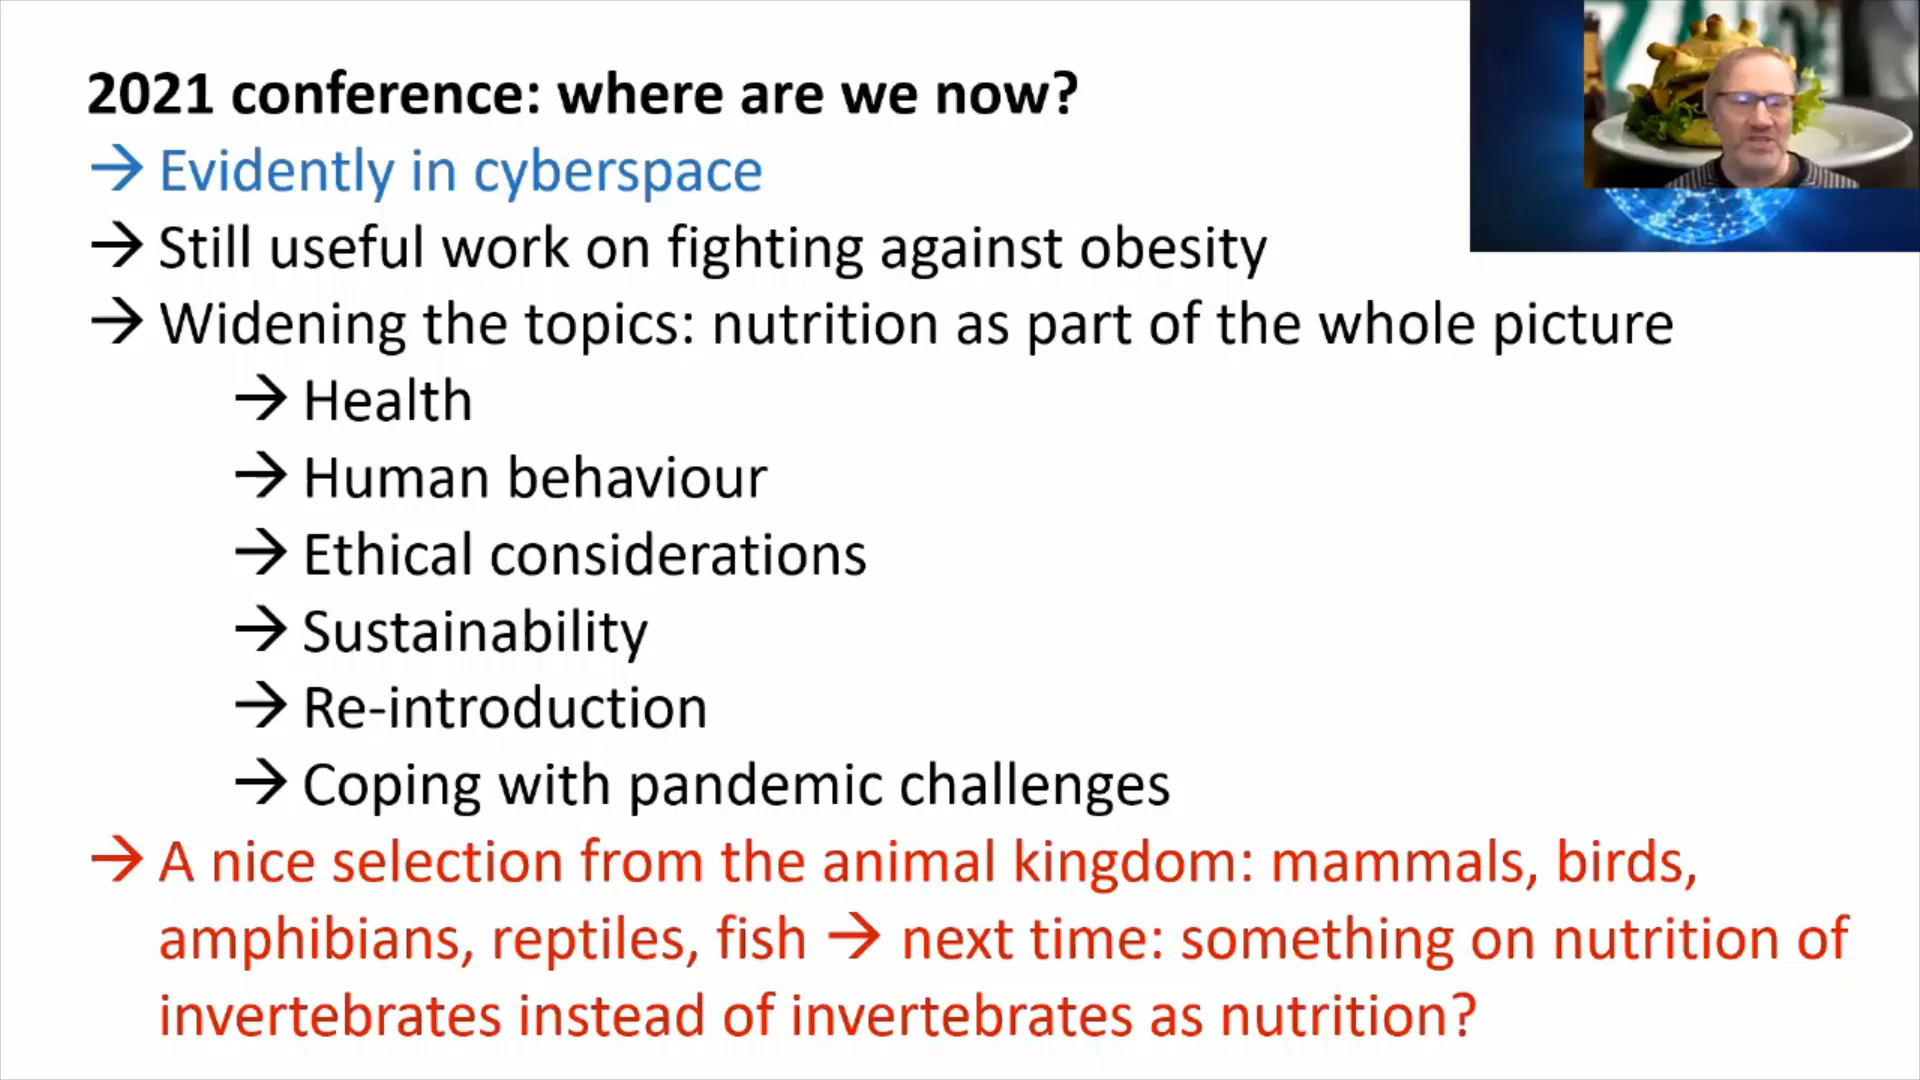 2021 conference: where are we now?
→ Evidently in cyberspace
→ Still useful work on fighting against obesity
→ Widening the topics: nutrition as part of the whole picture
→ Health
→ Human behaviour
→ Ethical considerations
→ Sustainability
→ Re-introduction
→ Coping with pandemic challenges
→ A nice selection from the animal kingdom: mammals, birds,
amphibians, reptiles, fish → next time: something on nutrition of
invertebrates instead of invertebrates as nutrition?